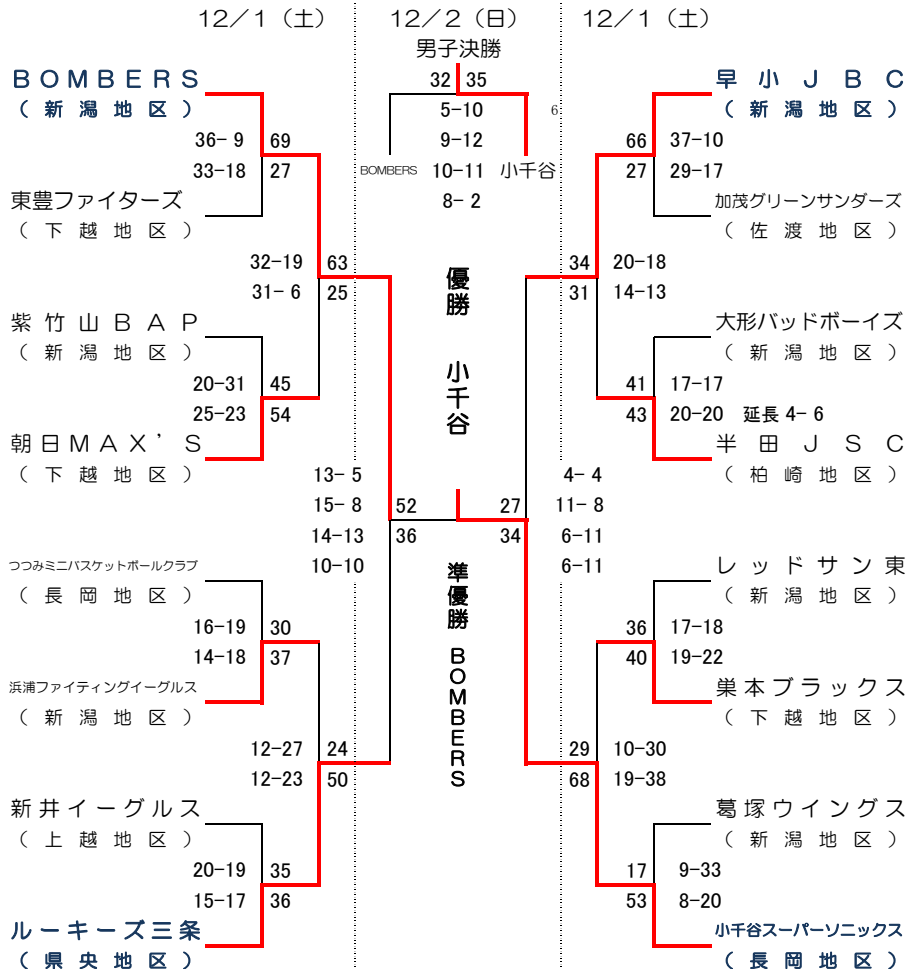 12/1（土）
12/2（日）
12/1（土）
男子決勝
32 35
5-10
9-12
10-11
8- 2
6
BOMBERS
小千谷
BOMBERS
（新潟地区）
36- 9 69
33-18 27
東豊ファイターズ
（下越地区）
32-19 63
31- 6 25
紫竹山BAP
（新潟地区）
20-31 45
25-23 54
朝日MAX'S
（下越地区）
13- 5
15- 8
14-13
10-10
52
36
つつみミニバスケットボールクラブ
（長岡地区）
16-19 30
14-18 37
浜浦ファイティングイーグルス
（新潟地区）
12-27 24
12-23 50
新井イーグルス
（上越地区）
20-19 35
15-17 36
ルーキーズ三条
（県央地区）
優勝 小千谷
準優勝 BOMBERS
早小JBC
（新潟地区）
66 37-10
27 29-17
加茂グリーンサンダーズ
（佐渡地区）
34 20-18
31 14-13
大形バッドボーイズ
（新潟地区）
41 17-17
43 20-20 延長 4- 6
半田JSC
（柏崎地区）
27
34
4- 4
11- 8
6-11
6-11
レッドサン東
（新潟地区）
36 17-18
40 19-22
巣本ブラックス
（下越地区）
29 10-30
68 19-38
葛塚ウイングス
（新潟地区）
17 9-33
53 8-20
小千谷スーパーソニックス
（長岡地区）